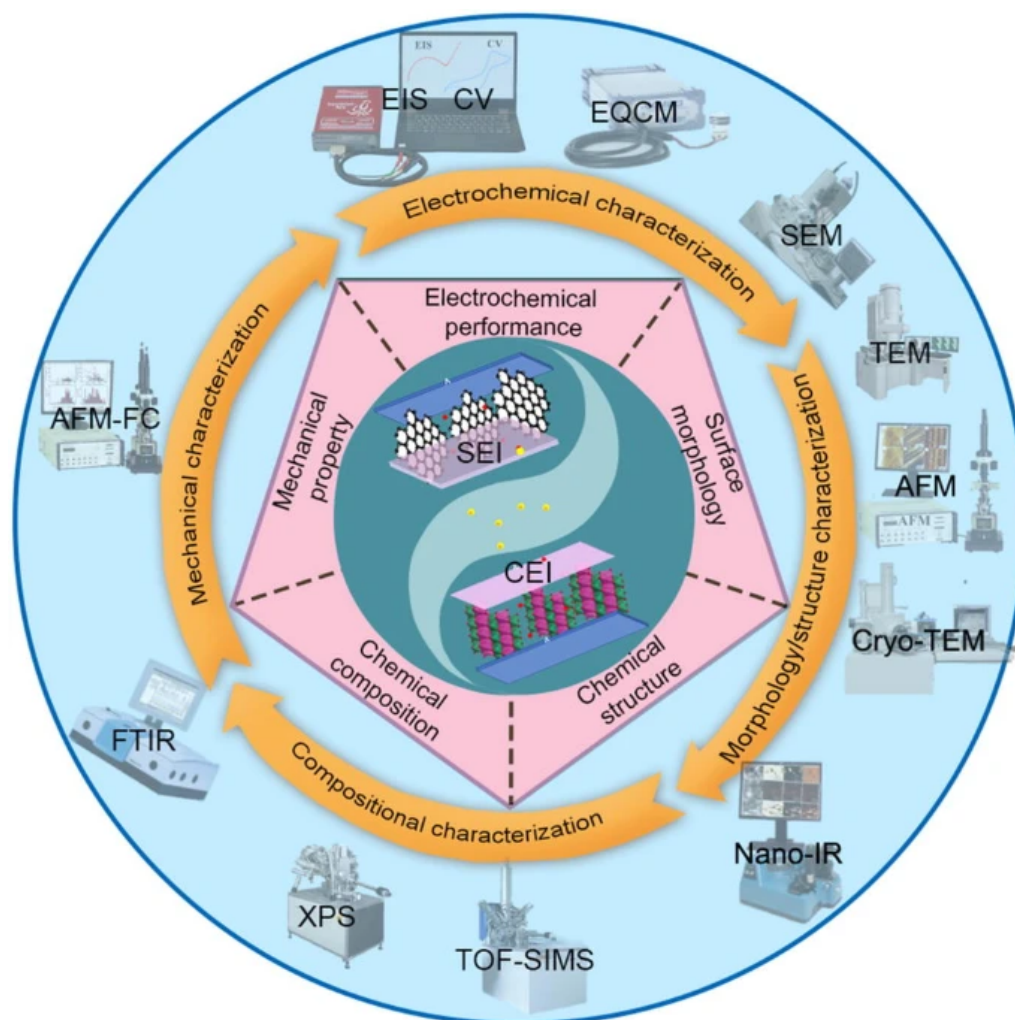 EIS
CV
EIS CV
EQCM
Electrochemical characterization
SEM
TEM
AFM
AFM
Cryo-TEM
Morphology/structure characterization
Nano-IR
TOF-SIMS
XPS
Compositional characterization
FTIR
AFM-FC
Mechanical characterization
Electrochemical
performance
Surface
morphology
Chemical
structure
Chemical
composition
Mechanical
property
SEI
CEI